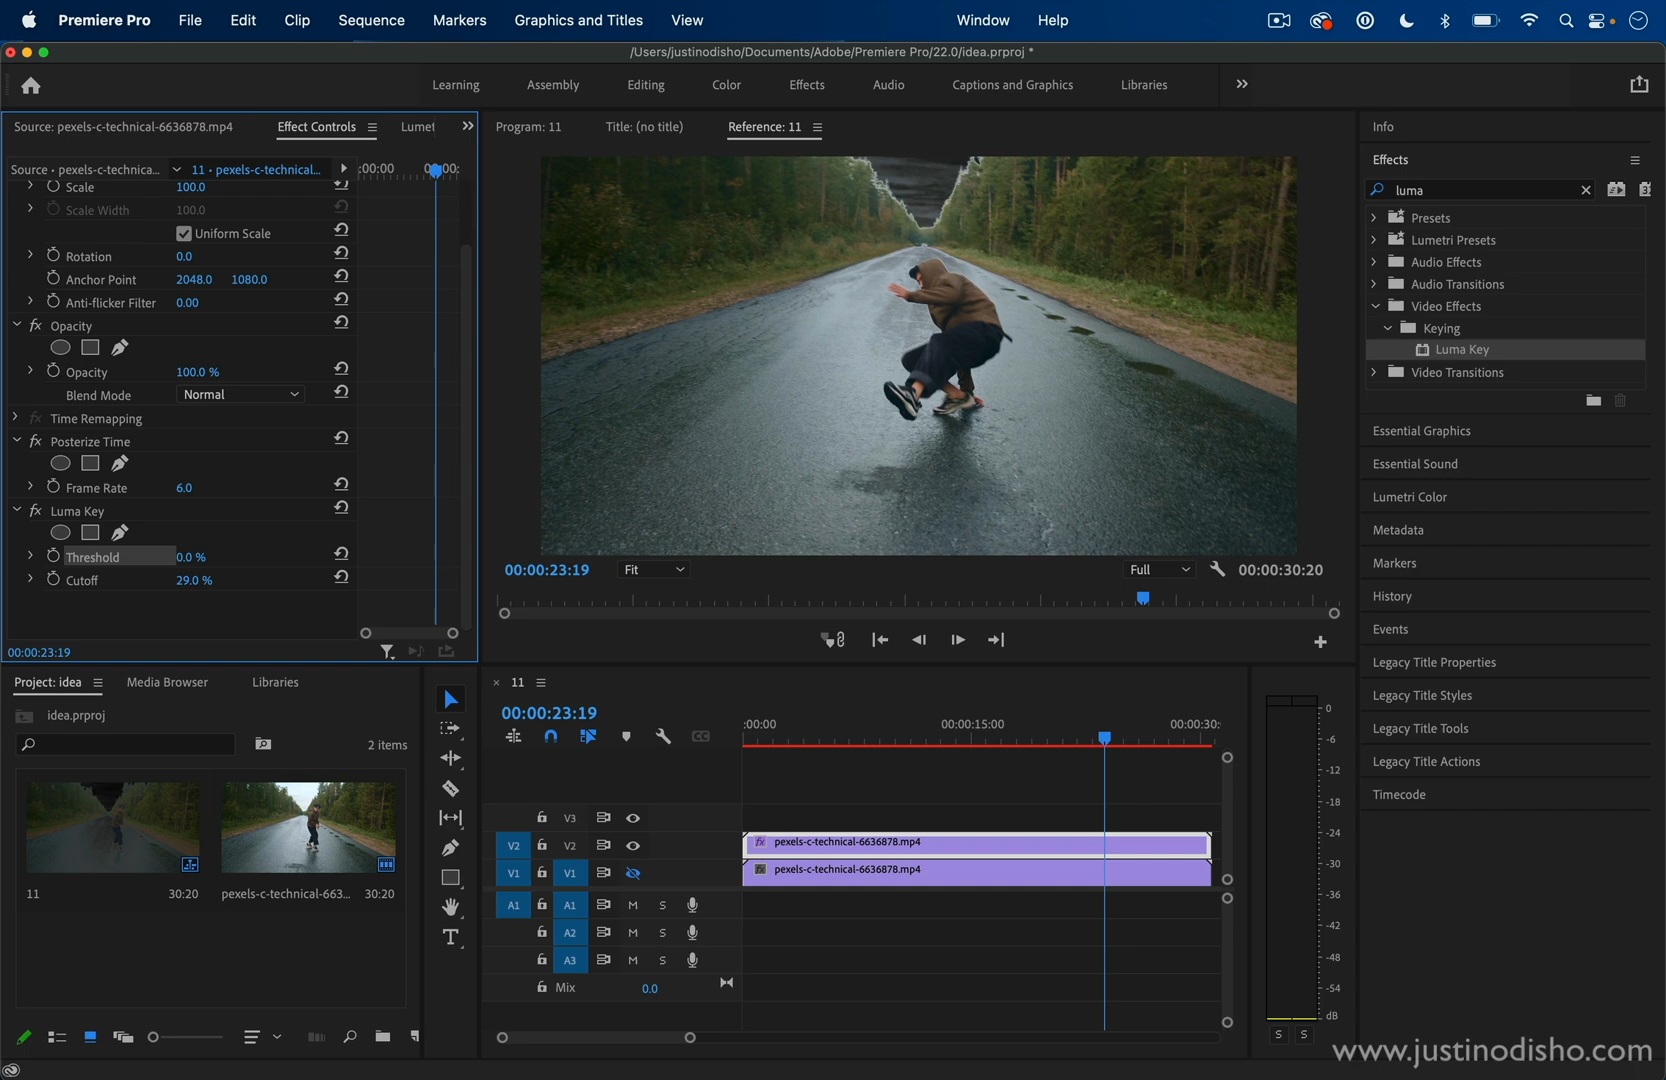 Premiere Pro File Edit Clip Sequence Markers Graphics and Titles View Window Help
/Users/justinodisho/Documents/Adobe/Premiere Pro/22.0/idea.prproj *
Learning Assembly Editing Color Effects Audio Captions and Graphics Libraries
Source: pexels-c-technical-6636878.mp4 Effect Controls Lumet
Source • pexels-c-technica... 11 • pexels-c-technical... :00:00 00:00:
Scale 100.0
Scale Width 100.0
Uniform Scale
Rotation 0.0
Anchor Point 2048.0 1080.0
Anti-flicker Filter 0.00
fx Opacity
Opacity 100.0 %
Blend Mode Normal
fx Time Remapping
fx Posterize Time
Frame Rate 6.0
fx Luma Key
Threshold 0.0 %
Cutoff 29.0 %
00:00:23:19
Program: 11 Title: (no title) Reference: 11
00:00:23:19 Fit Full 00:00:30:20
Info
Effects
luma
Presets
Lumetri Presets
Audio Effects
Audio Transitions
Video Effects
Keying
Luma Key
Video Transitions
Essential Graphics
Essential Sound
Lumetri Color
Metadata
Markers
History
Events
Legacy Title Properties
Legacy Title Styles
Legacy Title Tools
Legacy Title Actions
Timecode
Project: idea Media Browser Libraries
idea.prproj
2 items
11 30:20 pexels-c-technical-663... 30:20
T
× 11
00:00:23:19
:00:00 00:00:15:00 00:00:30:
CC
V3
V2 V2 fx pexels-c-technical-6636878.mp4
V1 V1 fx pexels-c-technical-6636878.mp4
A1 A1 M S
A2 M S
A3 M S
Mix 0.0
0
-6
-12
-18
-24
-30
-36
-42
-48
-54
dB
S S
www.justinodisho.com